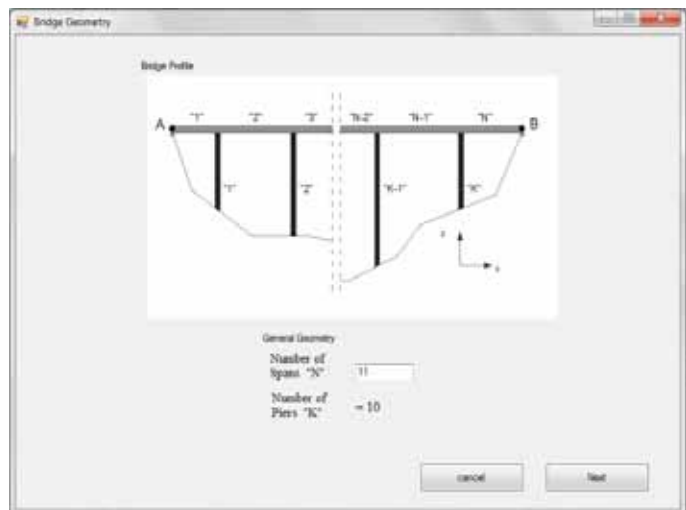 Bridge Geometry
Bridge Profile
"1" "2" "3" "N-2" "N-1" "N"
A B
"1" "2" "K-1" "K"
z
x
General Geometry
Number of
Spans "N" 11
Number of
Piers "K" = 10
cancel Next